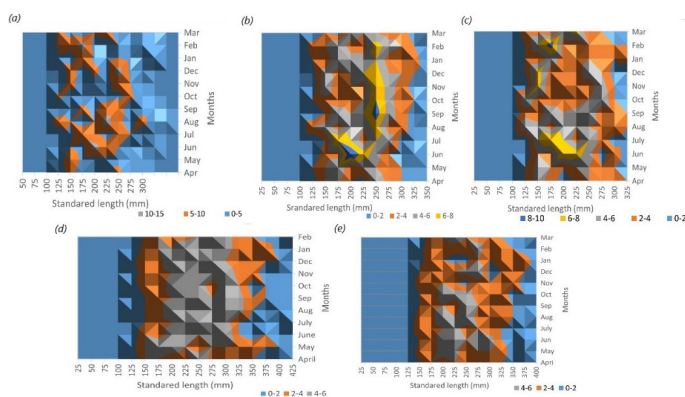 (a)
Mar
Feb
Jan
Dec
Nov
Oct
Sep
Aug
Jul
Jun
May
Apr
Months
50 75 100 125 150 175 200 225 250 275 300
Standared length (mm)
10-15 5-10 0-5
(b)
Mar
Feb
Jan
Dec
Nov
Oct
Sep
Aug
Jul
Jun
May
Apr
Months
25 50 75 100 125 150 175 200 225 250 275 300 325 350
Standared length (mm)
0-2 2-4 4-6 6-8
(c)
Mar
Feb
Jan
Dec
Nov
Oct
Sep
Aug
July
Jun
May
Apr
Months
25 50 75 100 125 150 175 200 225 250 275 300 325
Standared length (mm)
8-10 6-8 4-6 2-4 0-2
(d)
Feb
Jan
Dec
Nov
Oct
Sep
Aug
July
June
May
April
Months
25 50 75 100 125 150 175 200 225 250 275 300 325 350 375 400 425
Standared length (mm)
0-2 2-4 4-6
(e)
Mar
Feb
Jan
Dec
Nov
Oct
Sep
Aug
July
Jun
May
Apri
Months
25 50 75 100 125 150 175 200 225 250 275 300 325 350 375 400
Standared length (mm)
4-6 2-4 0-2